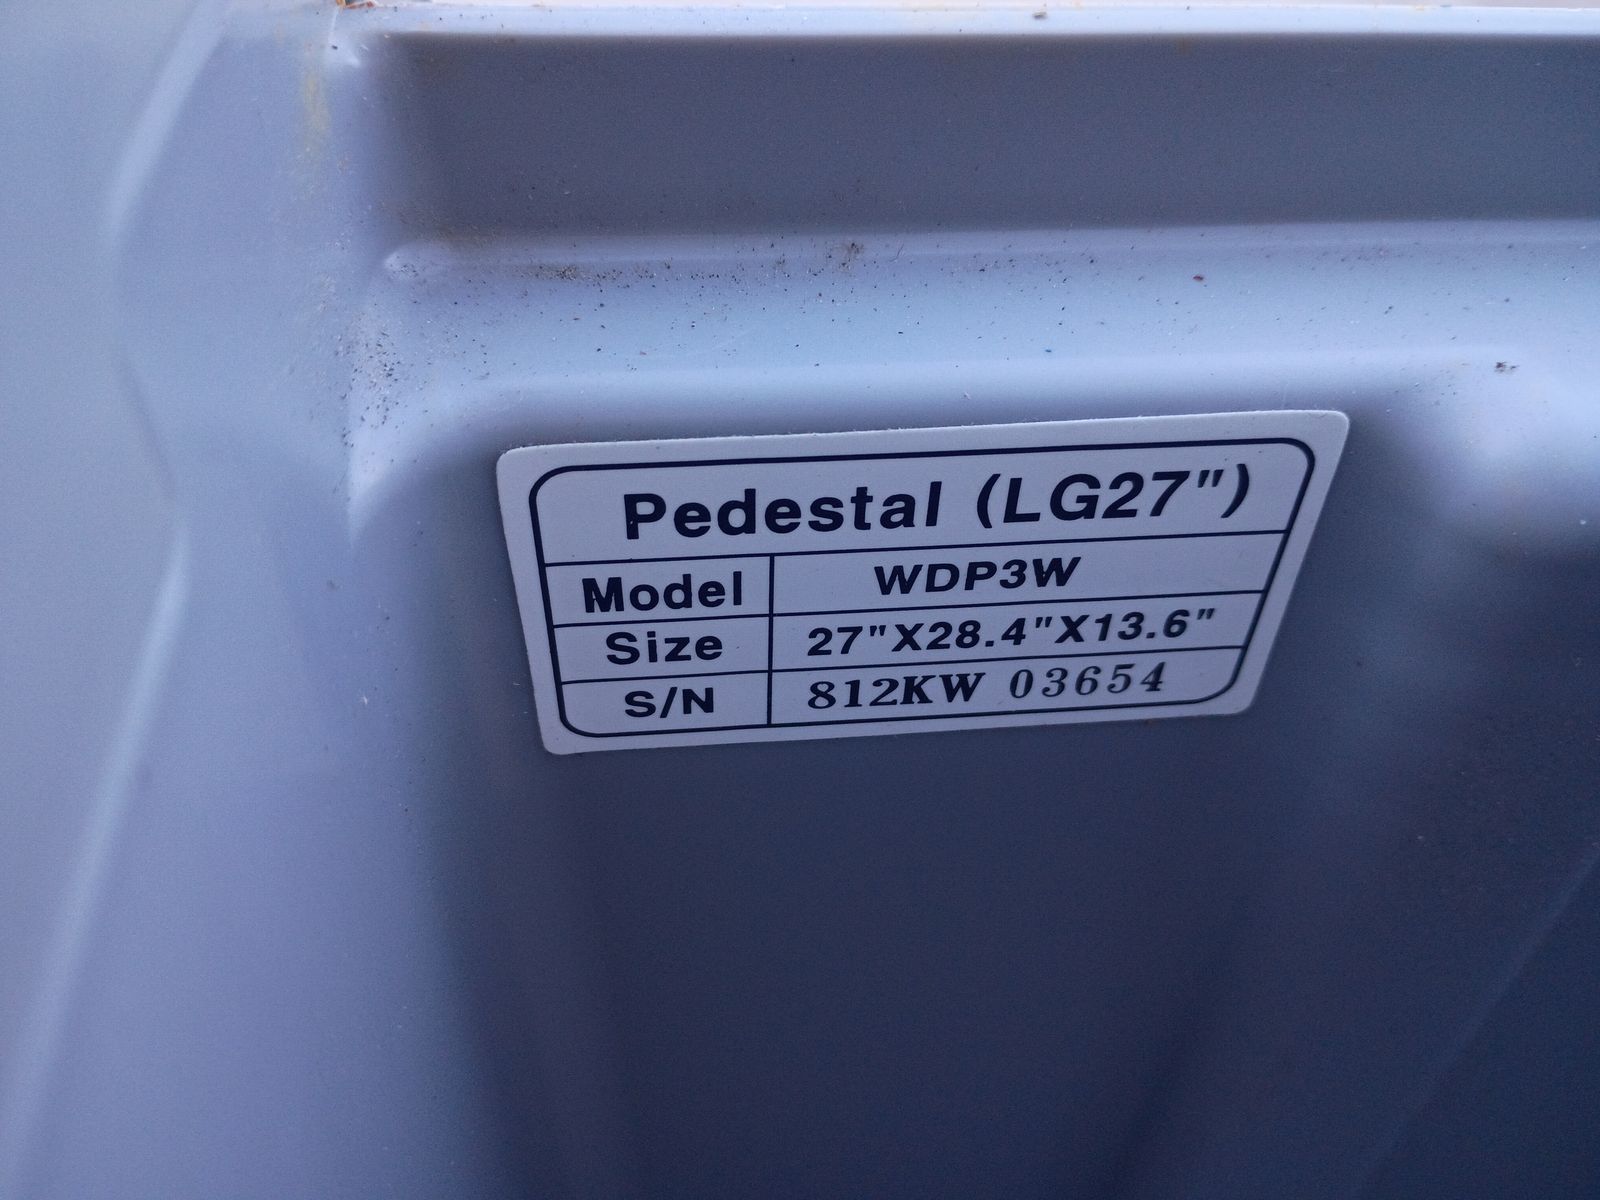 Pedestal (LG27")
Model WDP3W
Size 27"X28.4"X13.6"
S/N 812KW 03654